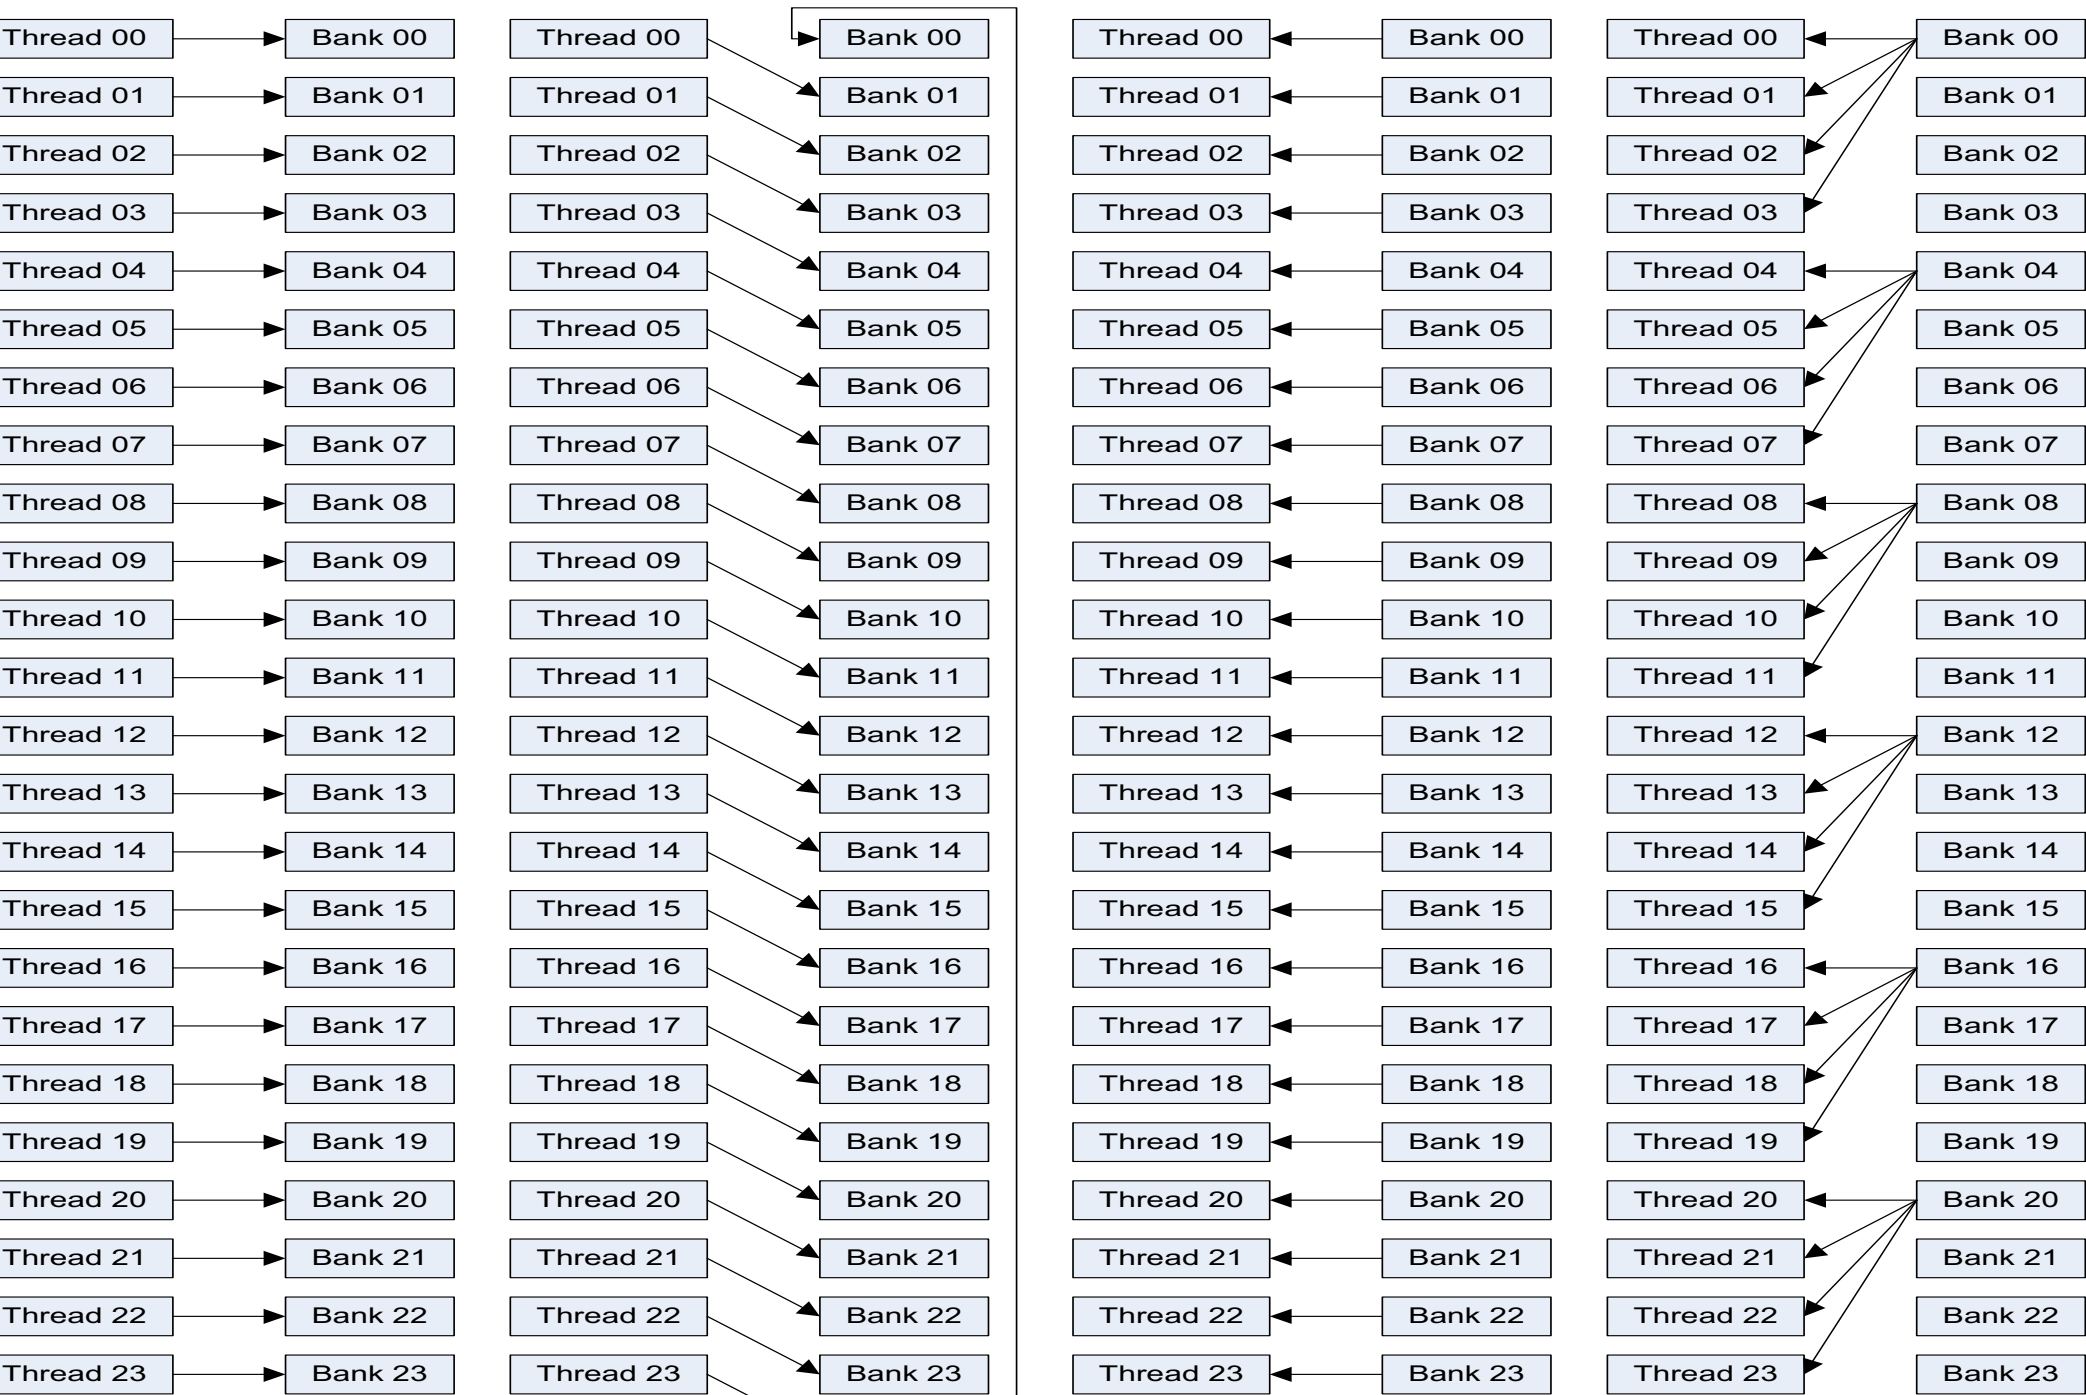 Thread 00 Bank 00 Thread 00 Bank 00 Thread 00 Bank 00 Thread 00 Bank 00
Thread 01 Bank 01 Thread 01 Bank 01 Thread 01 Bank 01 Thread 01 Bank 01
Thread 02 Bank 02 Thread 02 Bank 02 Thread 02 Bank 02 Thread 02 Bank 02
Thread 03 Bank 03 Thread 03 Bank 03 Thread 03 Bank 03 Thread 03 Bank 03
Thread 04 Bank 04 Thread 04 Bank 04 Thread 04 Bank 04 Thread 04 Bank 04
Thread 05 Bank 05 Thread 05 Bank 05 Thread 05 Bank 05 Thread 05 Bank 05
Thread 06 Bank 06 Thread 06 Bank 06 Thread 06 Bank 06 Thread 06 Bank 06
Thread 07 Bank 07 Thread 07 Bank 07 Thread 07 Bank 07 Thread 07 Bank 07
Thread 08 Bank 08 Thread 08 Bank 08 Thread 08 Bank 08 Thread 08 Bank 08
Thread 09 Bank 09 Thread 09 Bank 09 Thread 09 Bank 09 Thread 09 Bank 09
Thread 10 Bank 10 Thread 10 Bank 10 Thread 10 Bank 10 Thread 10 Bank 10
Thread 11 Bank 11 Thread 11 Bank 11 Thread 11 Bank 11 Thread 11 Bank 11
Thread 12 Bank 12 Thread 12 Bank 12 Thread 12 Bank 12 Thread 12 Bank 12
Thread 13 Bank 13 Thread 13 Bank 13 Thread 13 Bank 13 Thread 13 Bank 13
Thread 14 Bank 14 Thread 14 Bank 14 Thread 14 Bank 14 Thread 14 Bank 14
Thread 15 Bank 15 Thread 15 Bank 15 Thread 15 Bank 15 Thread 15 Bank 15
Thread 16 Bank 16 Thread 16 Bank 16 Thread 16 Bank 16 Thread 16 Bank 16
Thread 17 Bank 17 Thread 17 Bank 17 Thread 17 Bank 17 Thread 17 Bank 17
Thread 18 Bank 18 Thread 18 Bank 18 Thread 18 Bank 18 Thread 18 Bank 18
Thread 19 Bank 19 Thread 19 Bank 19 Thread 19 Bank 19 Thread 19 Bank 19
Thread 20 Bank 20 Thread 20 Bank 20 Thread 20 Bank 20 Thread 20 Bank 20
Thread 21 Bank 21 Thread 21 Bank 21 Thread 21 Bank 21 Thread 21 Bank 21
Thread 22 Bank 22 Thread 22 Bank 22 Thread 22 Bank 22 Thread 22 Bank 22
Thread 23 Bank 23 Thread 23 Bank 23 Thread 23 Bank 23 Thread 23 Bank 23